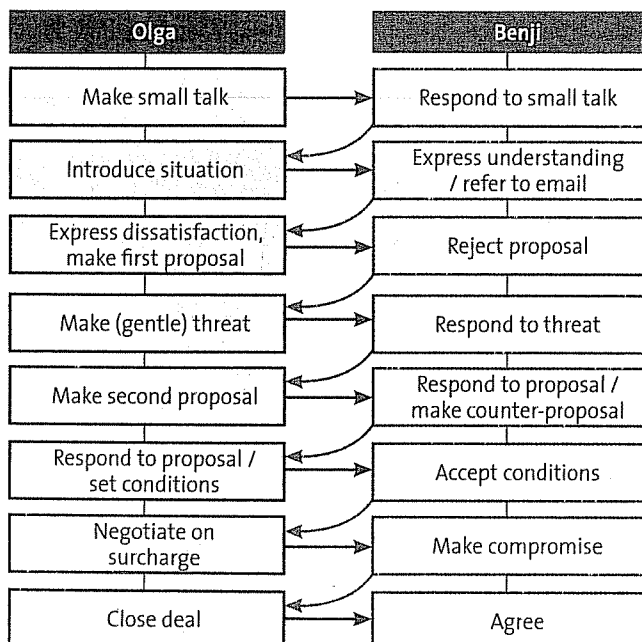 Olga
Benji
Make small talk
Respond to small talk
Introduce situation
Express understanding
/ refer to email
Express dissatisfaction,
make first proposal
Reject proposal
Make (gentle) threat
Respond to threat
Make second proposal
Respond to proposal /
make counter-proposal
Respond to proposal /
set conditions
Accept conditions
Negotiate on
surcharge
Make compromise
Close deal
Agree